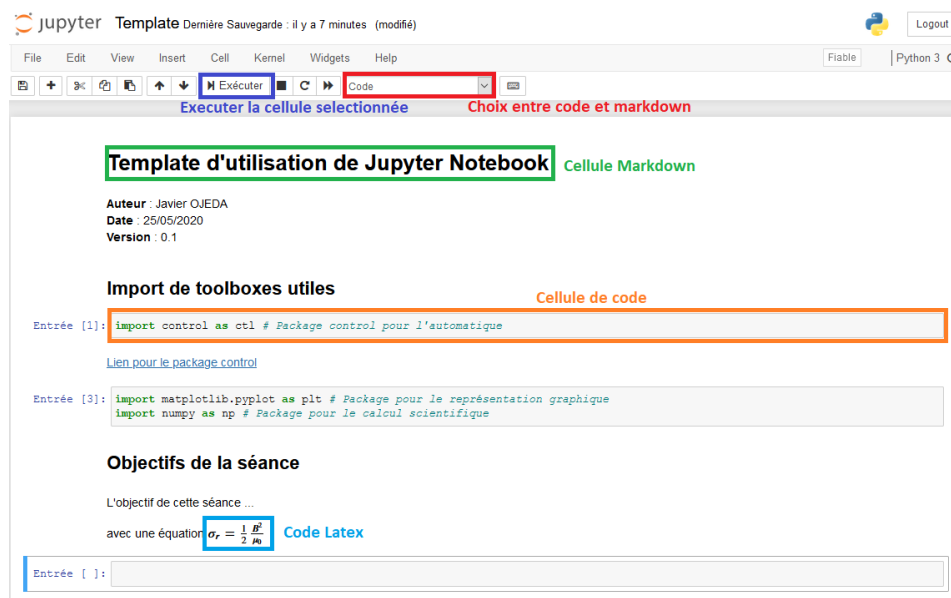 jupyter Template Dernière Sauvegarde : il y a 7 minutes (modifié) Logout
File Edit View Insert Cell Kernel Widgets Help Fiable Python 3
Exécuter Code
Executer la cellule selectionnée Choix entre code et markdown
Template d'utilisation de Jupyter Notebook Cellule Markdown
Auteur : Javier OJEDA
Date : 25/05/2020
Version : 0.1
Import de toolboxes utiles
Cellule de code
Entrée [1]: import control as ctl # Package control pour l'automatique
Lien pour le package control
Entrée [3]: import matplotlib.pyplot as plt # Package pour le représentation graphique
import numpy as np # Package pour le calcul scientifique
Objectifs de la séance
L'objectif de cette séance ...
avec une équation σᵣ = 1/2 B²/μ₀ Code Latex
Entrée [ ]: